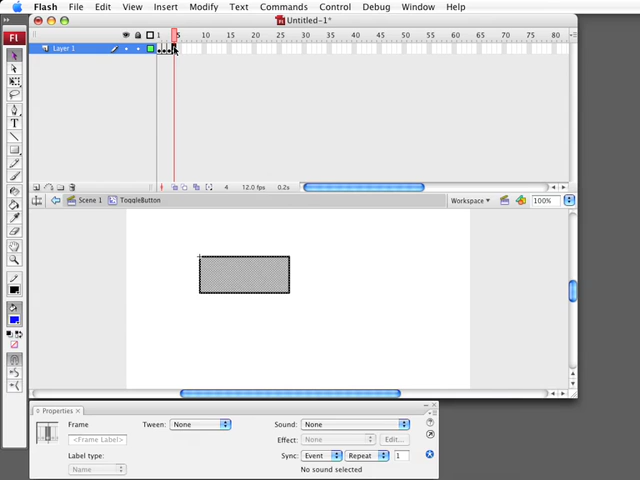 Flash File Edit View Insert Modify Text Commands Control Debug Window Help
Untitled-1*
Fl
1 5 10 15 20 25 30 35 40 45 50 55 60 65 70 75 80
Layer 1
4 12.0 fps 0.2s
Scene 1 ToggleButton Workspace 100%
T
Properties
Frame Tween: None Sound: None
<Frame Label> Effect: None Edit...
Label type: Sync: Event Repeat 1
Name No sound selected